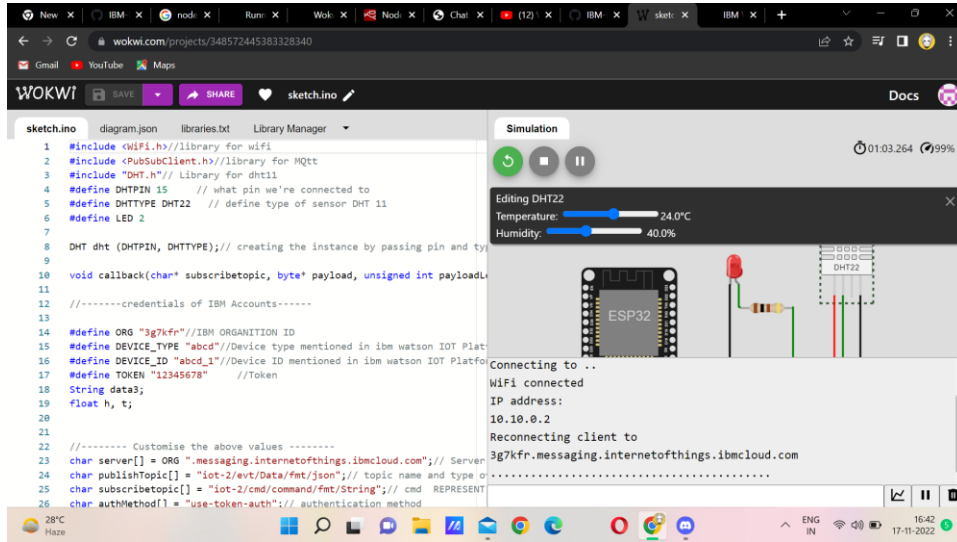 New
IBM-
node
Runn
Wok
Nod
Chat
(12) \
IBM-
sketc
IBM \
wokwi.com/projects/348572445383328340
Gmail YouTube Maps
WOKWI SAVE SHARE sketch.ino Docs
sketch.ino diagram.json libraries.txt Library Manager
1 #include <WiFi.h>//library for wifi
2 #include <PubSubClient.h>//library for MQtt
3 #include "DHT.h"// Library for dht11
4 #define DHTPIN 15 // what pin we're connected to
5 #define DHTTYPE DHT22 // define type of sensor DHT 11
6 #define LED 2
7
8 DHT dht (DHTPIN, DHTTYPE);// creating the instance by passing pin and typ
9
10 void callback(char* subscribetopic, byte* payload, unsigned int payloadLe
11
12 //-------credentials of IBM Accounts------
13
14 #define ORG "3g7kfr"//IBM ORGANITION ID
15 #define DEVICE_TYPE "abcd"//Device type mentioned in ibm watson IOT Plat
16 #define DEVICE_ID "abcd_1"//Device ID mentioned in ibm watson IOT Platfo
17 #define TOKEN "12345678" //Token
18 String data3;
19 float h, t;
20
21
22 //-------- Customise the above values --------
23 char server[] = ORG ".messaging.internetofthings.ibmcloud.com";// Server
24 char publishTopic[] = "iot-2/evt/Data/fmt/json";// topic name and type o
25 char subscribetopic[] = "iot-2/cmd/command/fmt/String";// cmd REPRESENT
26 char authMethod[] = "use-token-auth";// authentication method
Simulation
01:03.264 99%
Editing DHT22
Temperature: 24.0°C
Humidity: 40.0%
DHT22
ESP32
Connecting to ..
WiFi connected
IP address:
10.10.0.2
Reconnecting client to
3g7kfr.messaging.internetofthings.ibmcloud.com
........................................
28°C
Haze
ENG
IN
16:42
17-11-2022
5